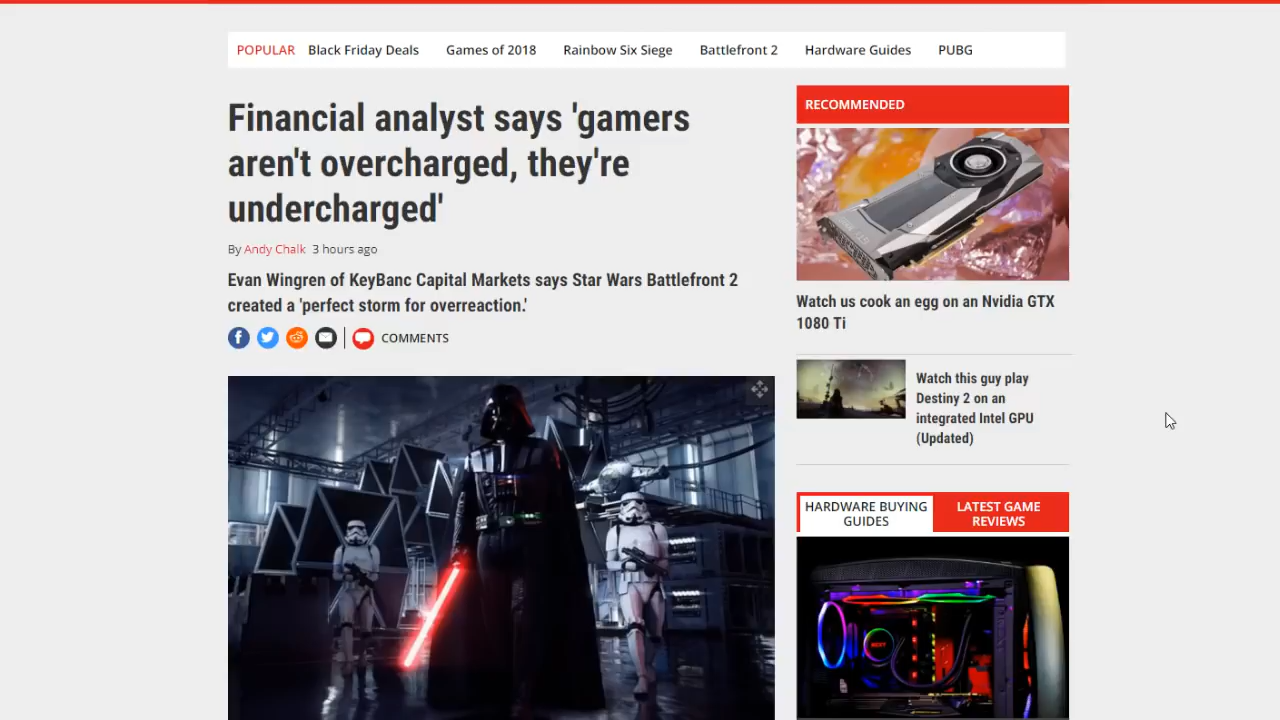 POPULAR Black Friday Deals Games of 2018 Rainbow Six Siege Battlefront 2 Hardware Guides PUBG
Financial analyst says 'gamers
aren't overcharged, they're
undercharged'
By Andy Chalk 3 hours ago
Evan Wingren of KeyBanc Capital Markets says Star Wars Battlefront 2
created a 'perfect storm for overreaction.'
COMMENTS
RECOMMENDED
Watch us cook an egg on an Nvidia GTX
1080 Ti
Watch this guy play
Destiny 2 on an
integrated Intel GPU
(Updated)
HARDWARE BUYING
GUIDES
LATEST GAME
REVIEWS
NZXT